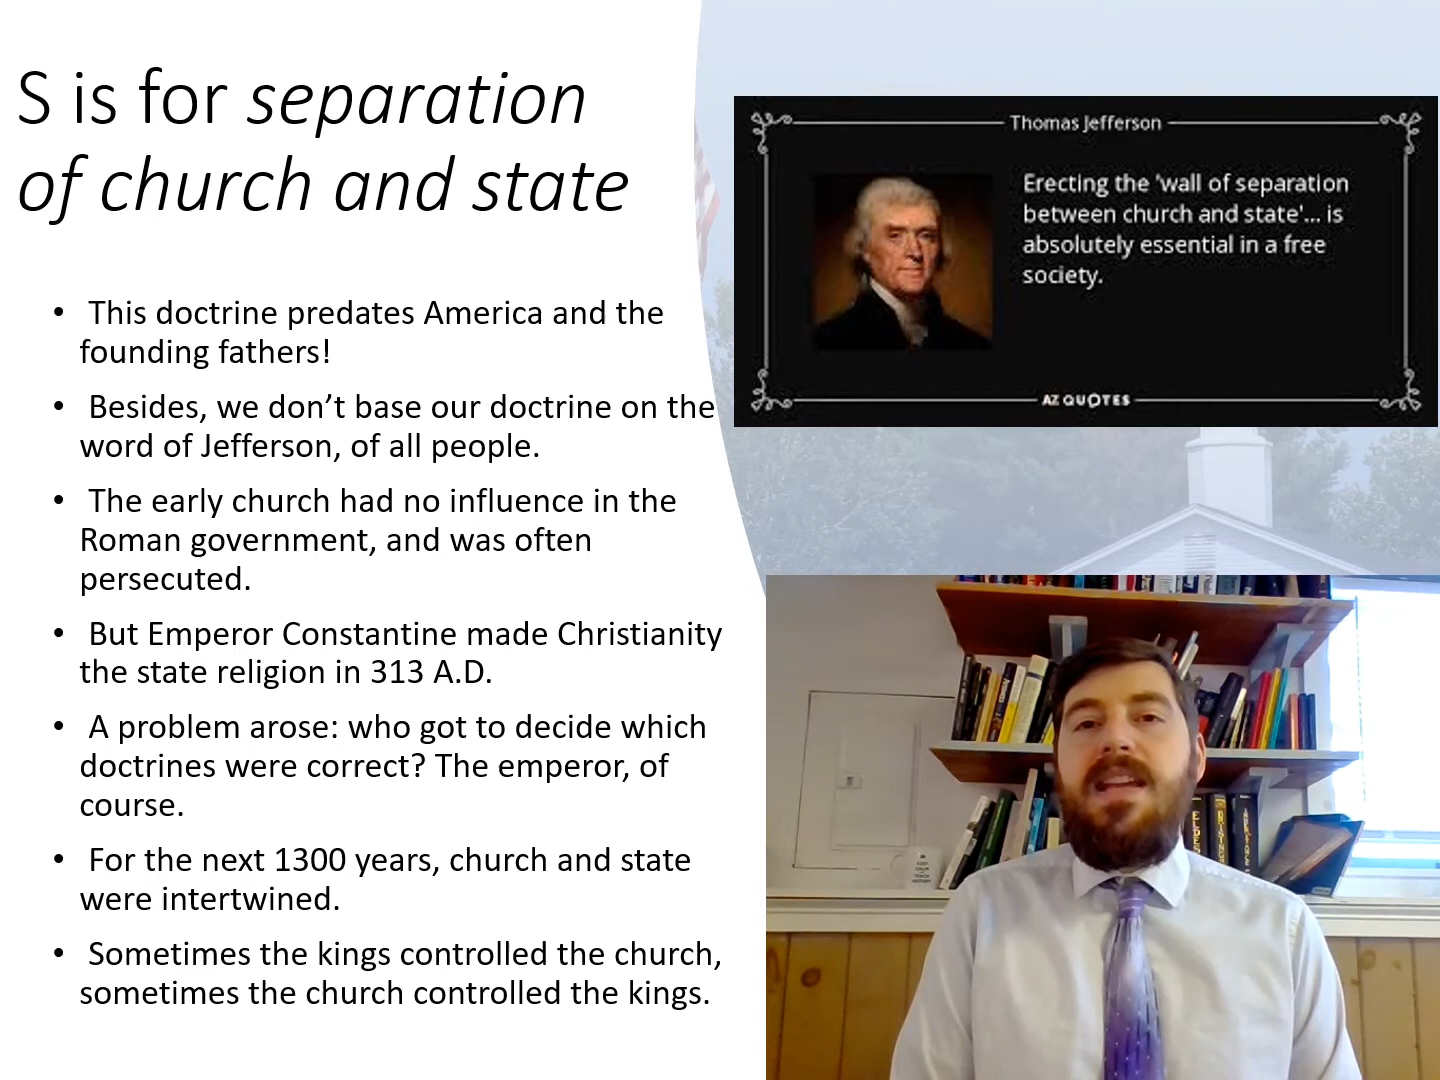 S is for separation
of church and state
• This doctrine predates America and the
founding fathers!
• Besides, we don’t base our doctrine on the
word of Jefferson, of all people.
• The early church had no influence in the
Roman government, and was often
persecuted.
• But Emperor Constantine made Christianity
the state religion in 313 A.D.
• A problem arose: who got to decide which
doctrines were correct? The emperor, of
course.
• For the next 1300 years, church and state
were intertwined.
• Sometimes the kings controlled the church,
sometimes the church controlled the kings.
Thomas Jefferson
Erecting the 'wall of separation
between church and state'... is
absolutely essential in a free
society.
AZ QUOTES